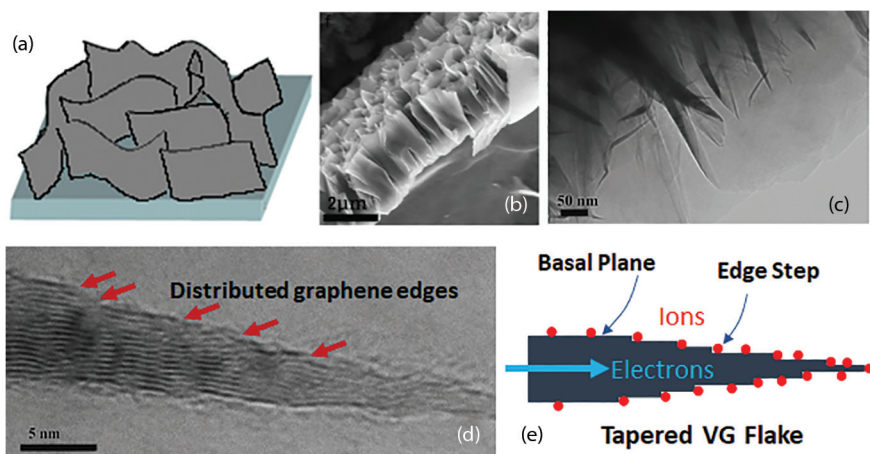 (a)
f
2μm
(b)
50 nm
(c)
Distributed graphene edges
5 nm
(d)
Basal Plane
Edge Step
Ions
Electrons
(e)
Tapered VG Flake